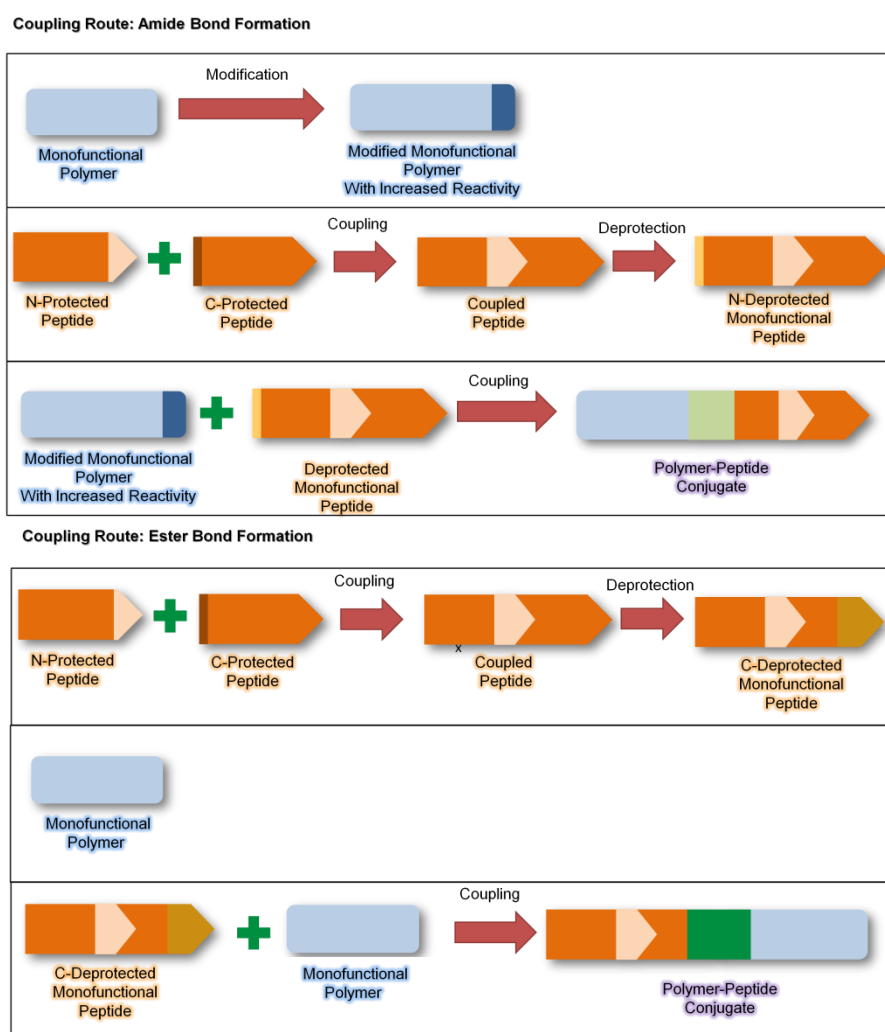 Coupling Route: Amide Bond Formation
Modification
Monofunctional
Polymer
Modified Monofunctional
Polymer
With Increased Reactivity
Coupling
Deprotection
N-Protected
Peptide
C-Protected
Peptide
Coupled
Peptide
N-Deprotected
Monofunctional
Peptide
Coupling
Modified Monofunctional
Polymer
With Increased Reactivity
Deprotected
Monofunctional
Peptide
Polymer-Peptide
Conjugate
Coupling Route: Ester Bond Formation
Coupling
Deprotection
N-Protected
Peptide
C-Protected
Peptide
x
Coupled
Peptide
C-Deprotected
Monofunctional
Peptide
Monofunctional
Polymer
Coupling
C-Deprotected
Monofunctional
Peptide
Monofunctional
Polymer
Polymer-Peptide
Conjugate